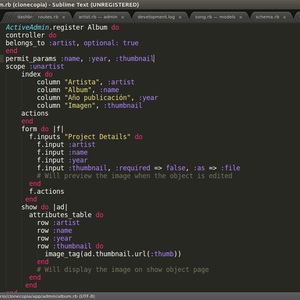 n.rb (clonecopia) - Sublime Text (UNREGISTERED)
routes.rb
artist.rb — admin
development.log
song.rb — models
schema.rb
ActiveAdmin.register Album do
controller do
belongs_to :artist, optional: true
end
permit_params :name, :year, :thumbnail
scope :unartist
index do
column "Artista", :artist
column "Album", :name
column "Año publicación", :year
column "Imagen", :thumbnail
actions
end
form do |f|
f.inputs "Project Details" do
f.input :artist
f.input :name
f.input :year
f.input :thumbnail, :required => false, :as => :file
# Will preview the image when the object is edited
end
f.actions
end
show do |ad|
attributes_table do
row :artist
row :name
row :year
row :thumbnail do
image_tag(ad.thumbnail.url(:thumb))
end
# Will display the image on show object page
end
end
end